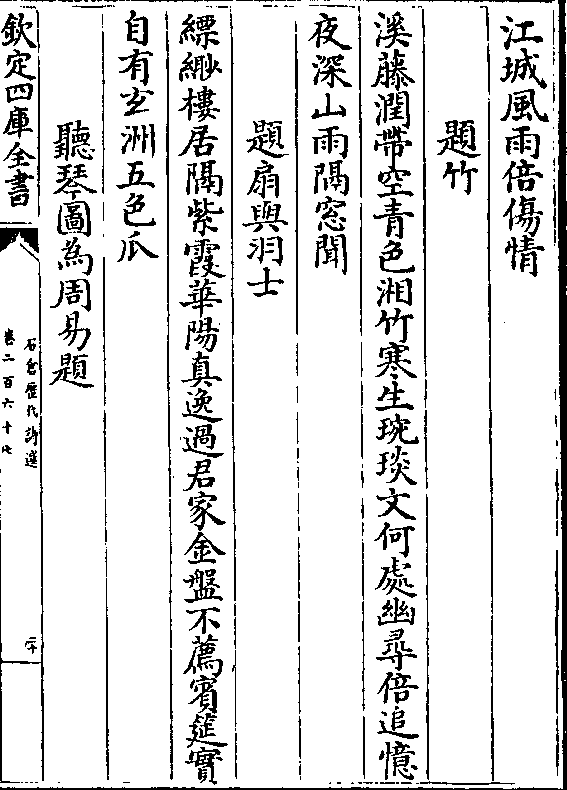 江城風雨倍傷情
題竹
溪藤潤帶空青色湘竹寒生琬琰文何處幽尋倍追憶
夜深山雨隔窓聞
題扇與羽士
縹緲樓居隔紫霞華陽真逸過君家金盤不薦賔筵實
自有玄洲五色瓜
聽琴圖為周易題
欽定四庫全書
石倉歷代詩選
卷二百六十七